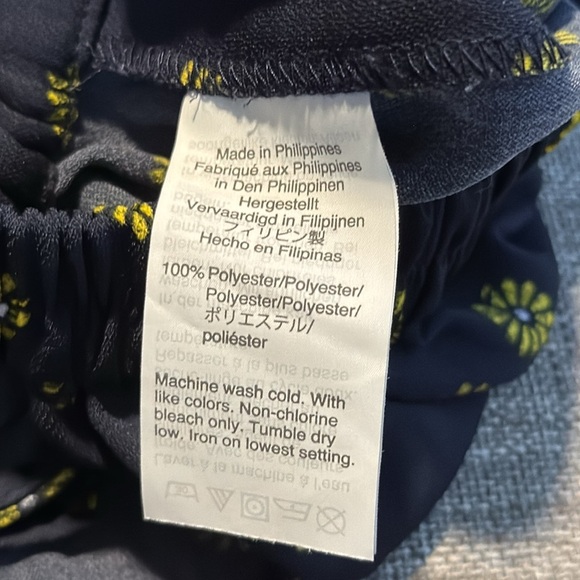 Made in Philippines
Fabriqué aux Philippines
in Den Philippinen
Hergestellt
Vervaardigd in Filipijnen
フィリピン製
Hecho en Filipinas
100% Polyester/Polyester/
Polyester/Polyester/
ポリエステル/
poliéster
Machine wash cold. With
like colors. Non-chlorine
bleach only. Tumble dry
low. Iron on lowest setting.